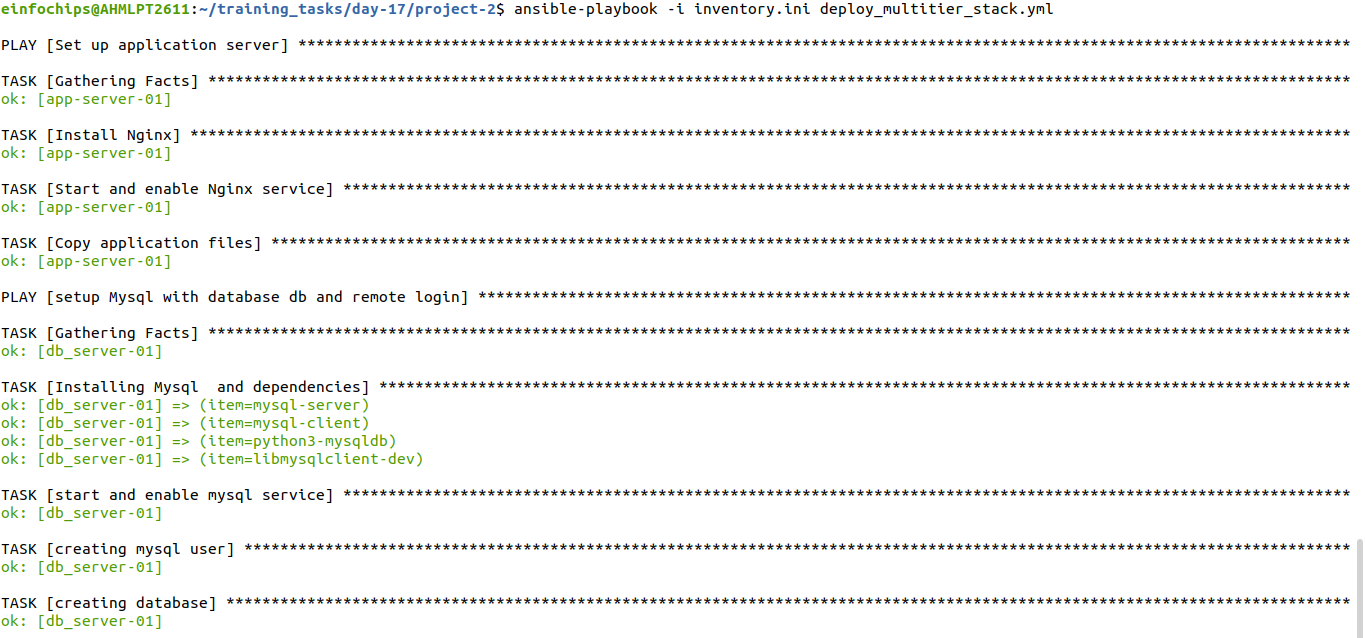 einfochips@AHMLPT2611:~/training_tasks/day-17/project-2$ ansible-playbook -i inventory.ini deploy_multitier_stack.yml
PLAY [Set up application server] *********************************************************************************************************************
TASK [Gathering Facts] *******************************************************************************************************************************
ok: [app-server-01]
TASK [Install Nginx] *********************************************************************************************************************************
ok: [app-server-01]
TASK [Start and enable Nginx service] ****************************************************************************************************************
ok: [app-server-01]
TASK [Copy application files] ************************************************************************************************************************
ok: [app-server-01]
PLAY [setup Mysql with database db and remote login] *************************************************************************************************
TASK [Gathering Facts] *******************************************************************************************************************************
ok: [db_server-01]
TASK [Installing Mysql  and dependencies] ************************************************************************************************************
ok: [db_server-01] => (item=mysql-server)
ok: [db_server-01] => (item=mysql-client)
ok: [db_server-01] => (item=python3-mysqldb)
ok: [db_server-01] => (item=libmysqlclient-dev)
TASK [start and enable mysql service] ****************************************************************************************************************
ok: [db_server-01]
TASK [creating mysql user] ***************************************************************************************************************************
ok: [db_server-01]
TASK [creating database] *****************************************************************************************************************************
ok: [db_server-01]